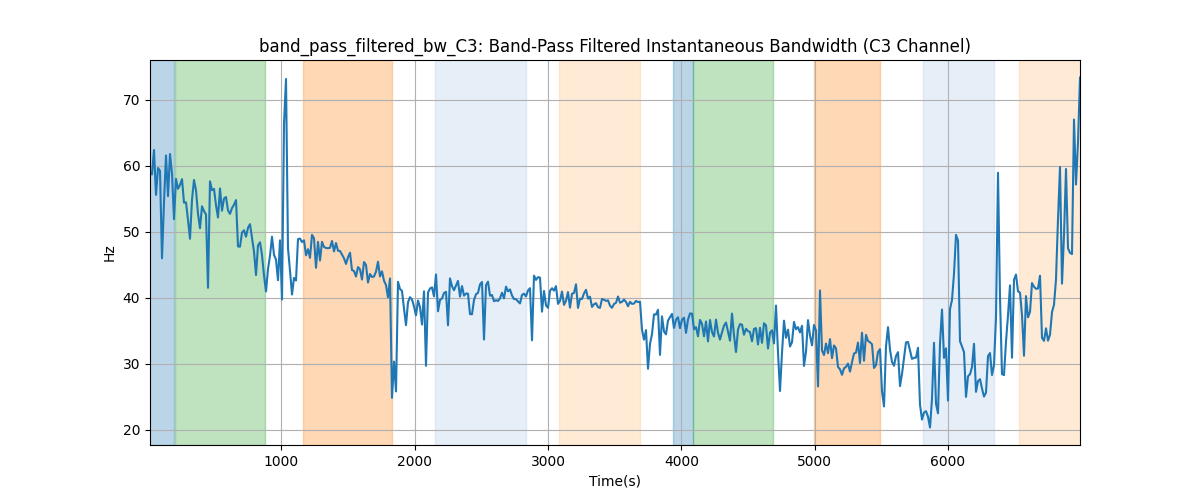 band_pass_filtered_bw_C3: Band-Pass Filtered Instantaneous Bandwidth (C3 Channel)
70
60
50
40
30
20
Hz
1000 2000 3000 4000 5000 6000
Time(s)